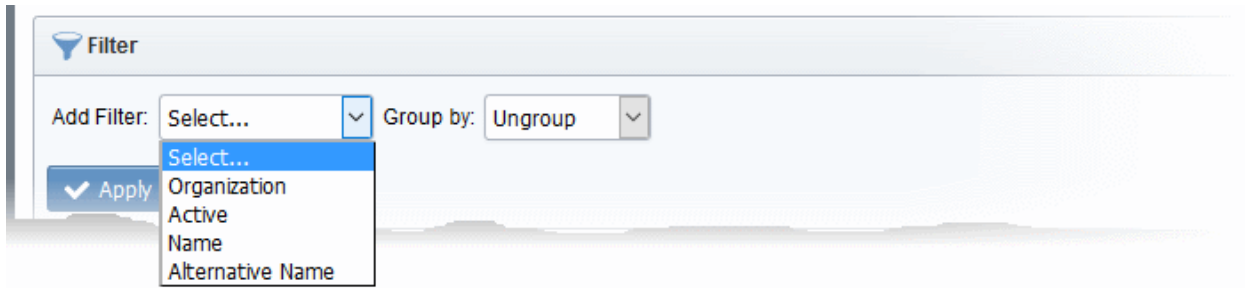 Filter
Add Filter: Select... Group by: Ungroup
Select...
Apply
Organization
Active
Name
Alternative Name